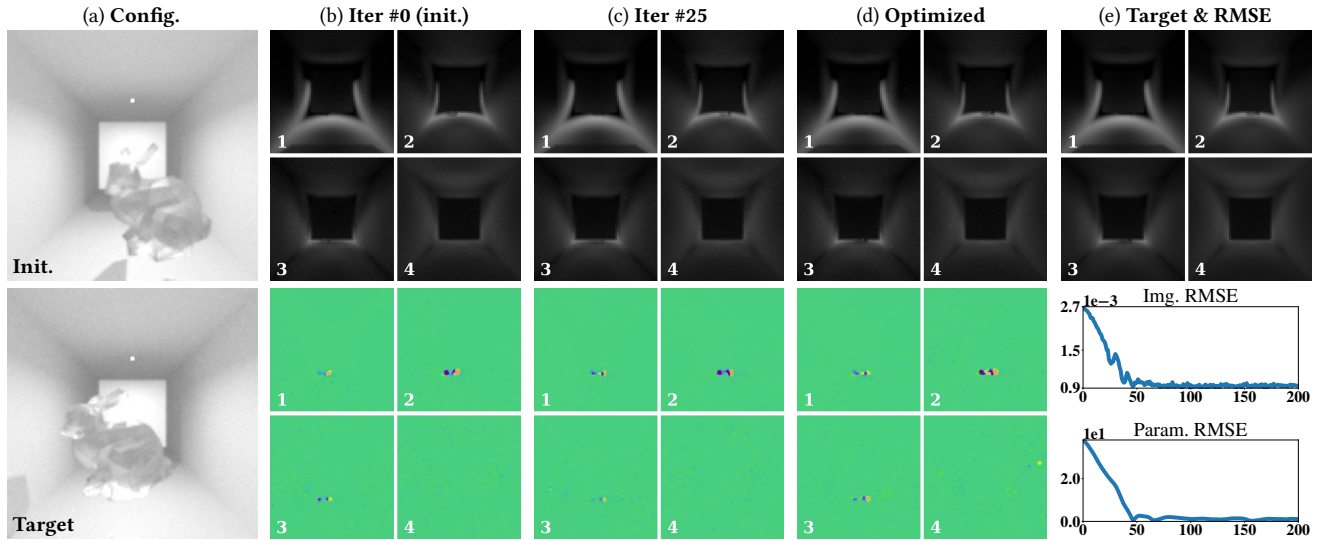 (a) Config.
(b) Iter #0 (init.)
(c) Iter #25
(d) Optimized
(e) Target & RMSE
Init.
1
2
3
4
1
2
3
4
1
2
3
4
1
2
3
4
Target
1
2
3
4
1
2
3
4
1
2
3
4
Img. RMSE
1e−3
2.7
1.5
0.9
0 50 100 150 200
Param. RMSE
1e1
2.0
0.0
0 50 100 150 200